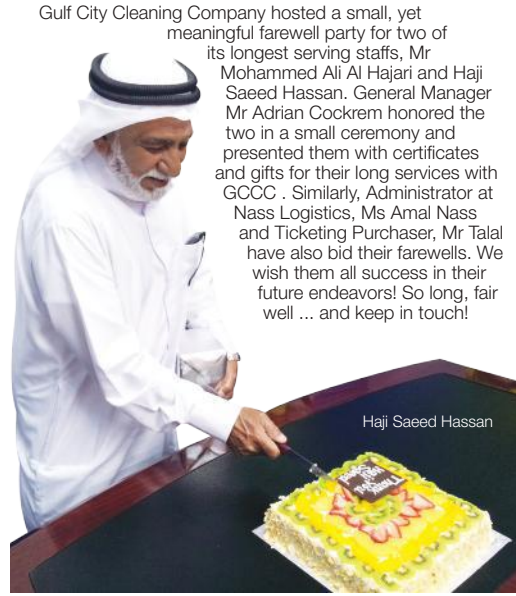 Gulf City Cleaning Company hosted a small, yet
meaningful farewell party for two of
its longest serving staffs, Mr
Mohammed Ali Al Hajari and Haji
Saeed Hassan. General Manager
Mr Adrian Cockrem honored the
two in a small ceremony and
presented them with certificates
and gifts for their long services with
GCCC . Similarly, Administrator at
Nass Logistics, Ms Amal Nass
and Ticketing Purchaser, Mr Talal
have also bid their farewells. We
wish them all success in their
future endeavors! So long, fair
well ... and keep in touch!
Haji Saeed Hassan